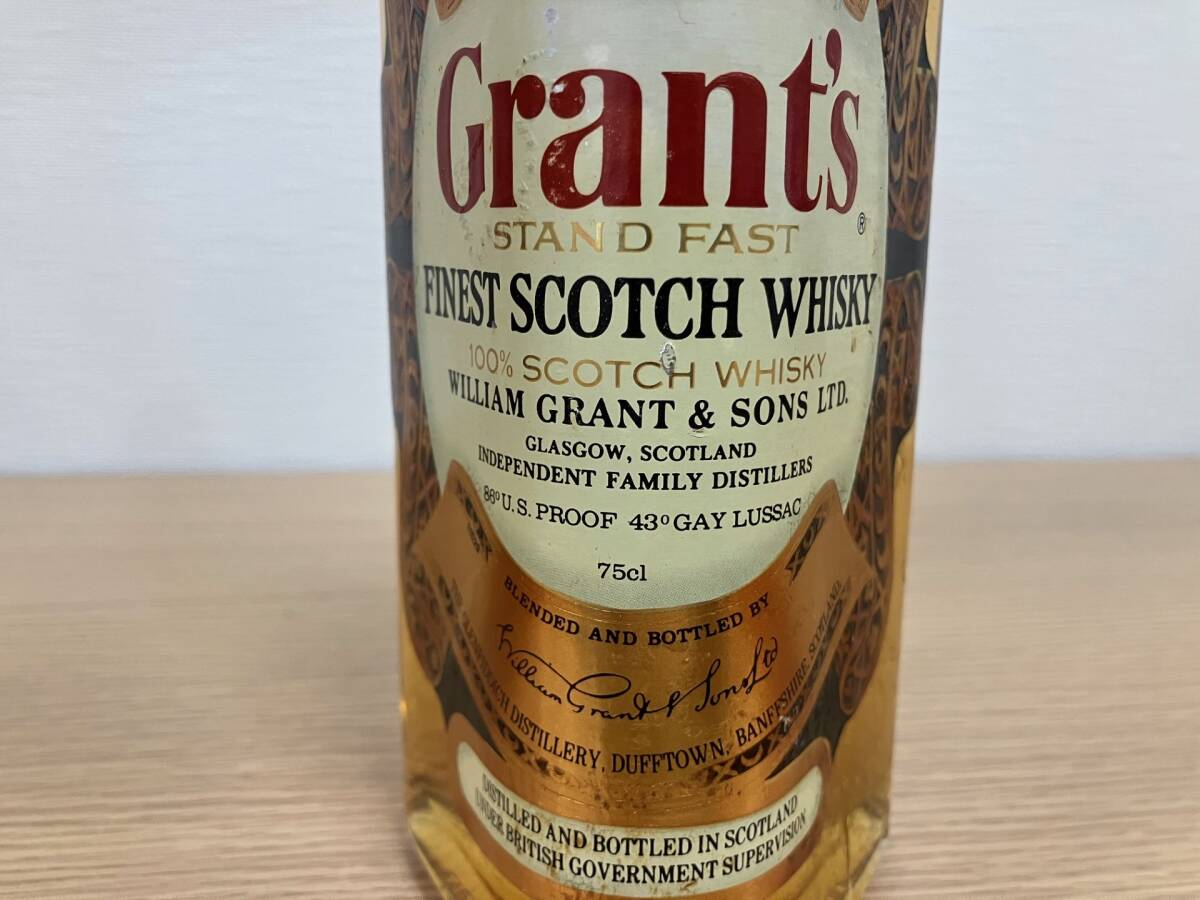 Grant's
®
STAND FAST
FINEST SCOTCH WHISKY
100% SCOTCH WHISKY
WILLIAM GRANT & SONS LTD.
GLASGOW, SCOTLAND
INDEPENDENT FAMILY DISTILLERS
86° U.S. PROOF 43° GAY LUSSAC
75cl
BLENDED AND BOTTLED BY
William Grant & Sons Ltd
DISTILLERY, DUFFTOWN, BANFFSHIRE, SCOTLAND
DISTILLED AND BOTTLED IN SCOTLAND
UNDER BRITISH GOVERNMENT SUPERVISION